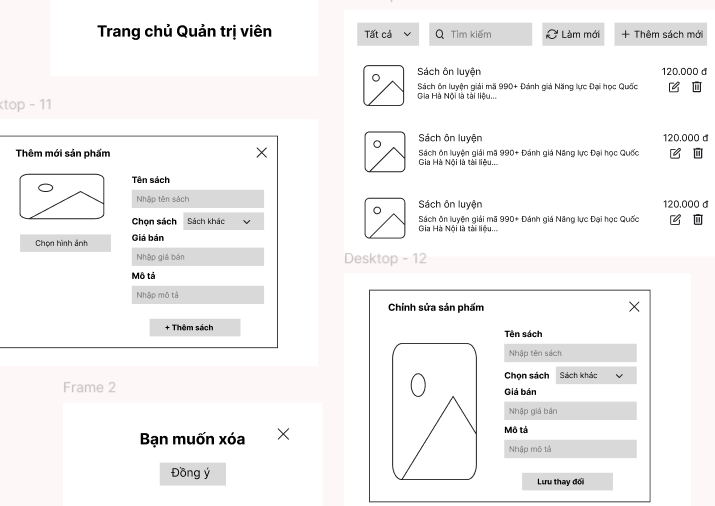 Trang chủ Quản trị viên
Tất cả
Tìm kiếm
Làm mới
+ Thêm sách mới
Sách ôn luyện
120.000 đ
Sách ôn luyện giải mã 990+ Đánh giá Năng lực Đại học Quốc
Gia Hà Nội là tài liệu...
Sách ôn luyện
120.000 đ
Sách ôn luyện giải mã 990+ Đánh giá Năng lực Đại học Quốc
Gia Hà Nội là tài liệu...
Sách ôn luyện
120.000 đ
Sách ôn luyện giải mã 990+ Đánh giá Năng lực Đại học Quốc
Gia Hà Nội là tài liệu...
- 11
Thêm mới sản phẩm
Chọn hình ảnh
Tên sách
Nhập tên sách
Chọn sách
Sách khác
Giá bán
Nhập giá bán
Mô tả
Nhập mô tả
+ Thêm sách
Desktop - 12
Chỉnh sửa sản phẩm
Tên sách
Nhập tên sách
Chọn sách
Sách khác
Giá bán
Nhập giá bán
Mô tả
Nhập mô tả
Lưu thay đổi
Frame 2
Bạn muốn xóa
Đồng ý